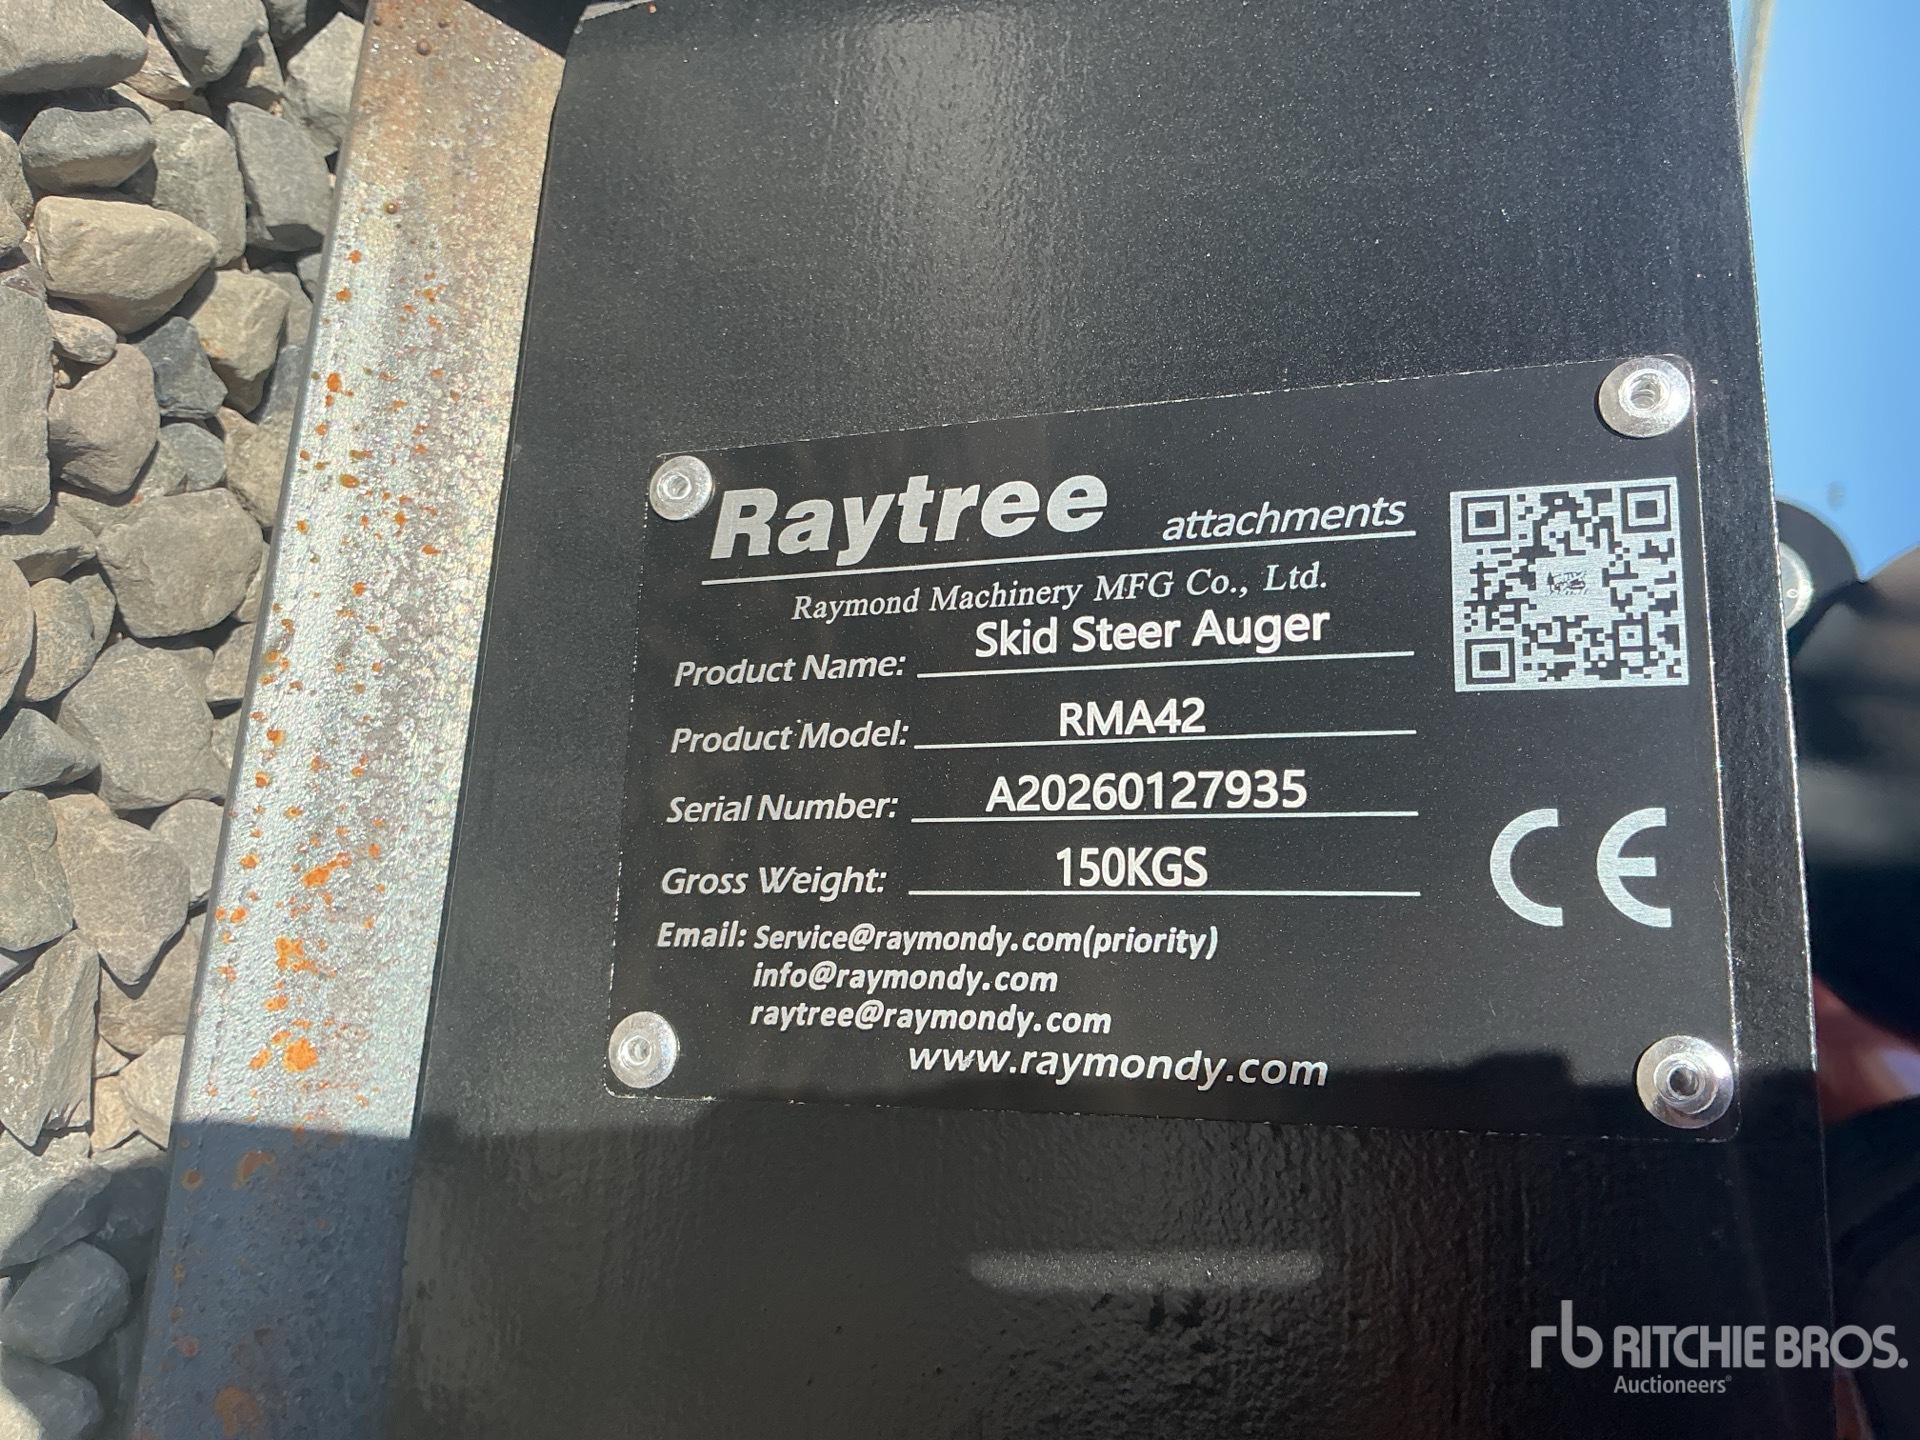 Raytree attachments
Raymond Machinery MFG Co., Ltd.
Product Name: Skid Steer Auger
Product Model: RMA42
Serial Number: A20260127935
Gross Weight: 150KGS
Email: Service@raymondy.com(priority)
info@raymondy.com
raytree@raymondy.com
www.raymondy.com
CE
rb RITCHIE BROS.
Auctioneers®